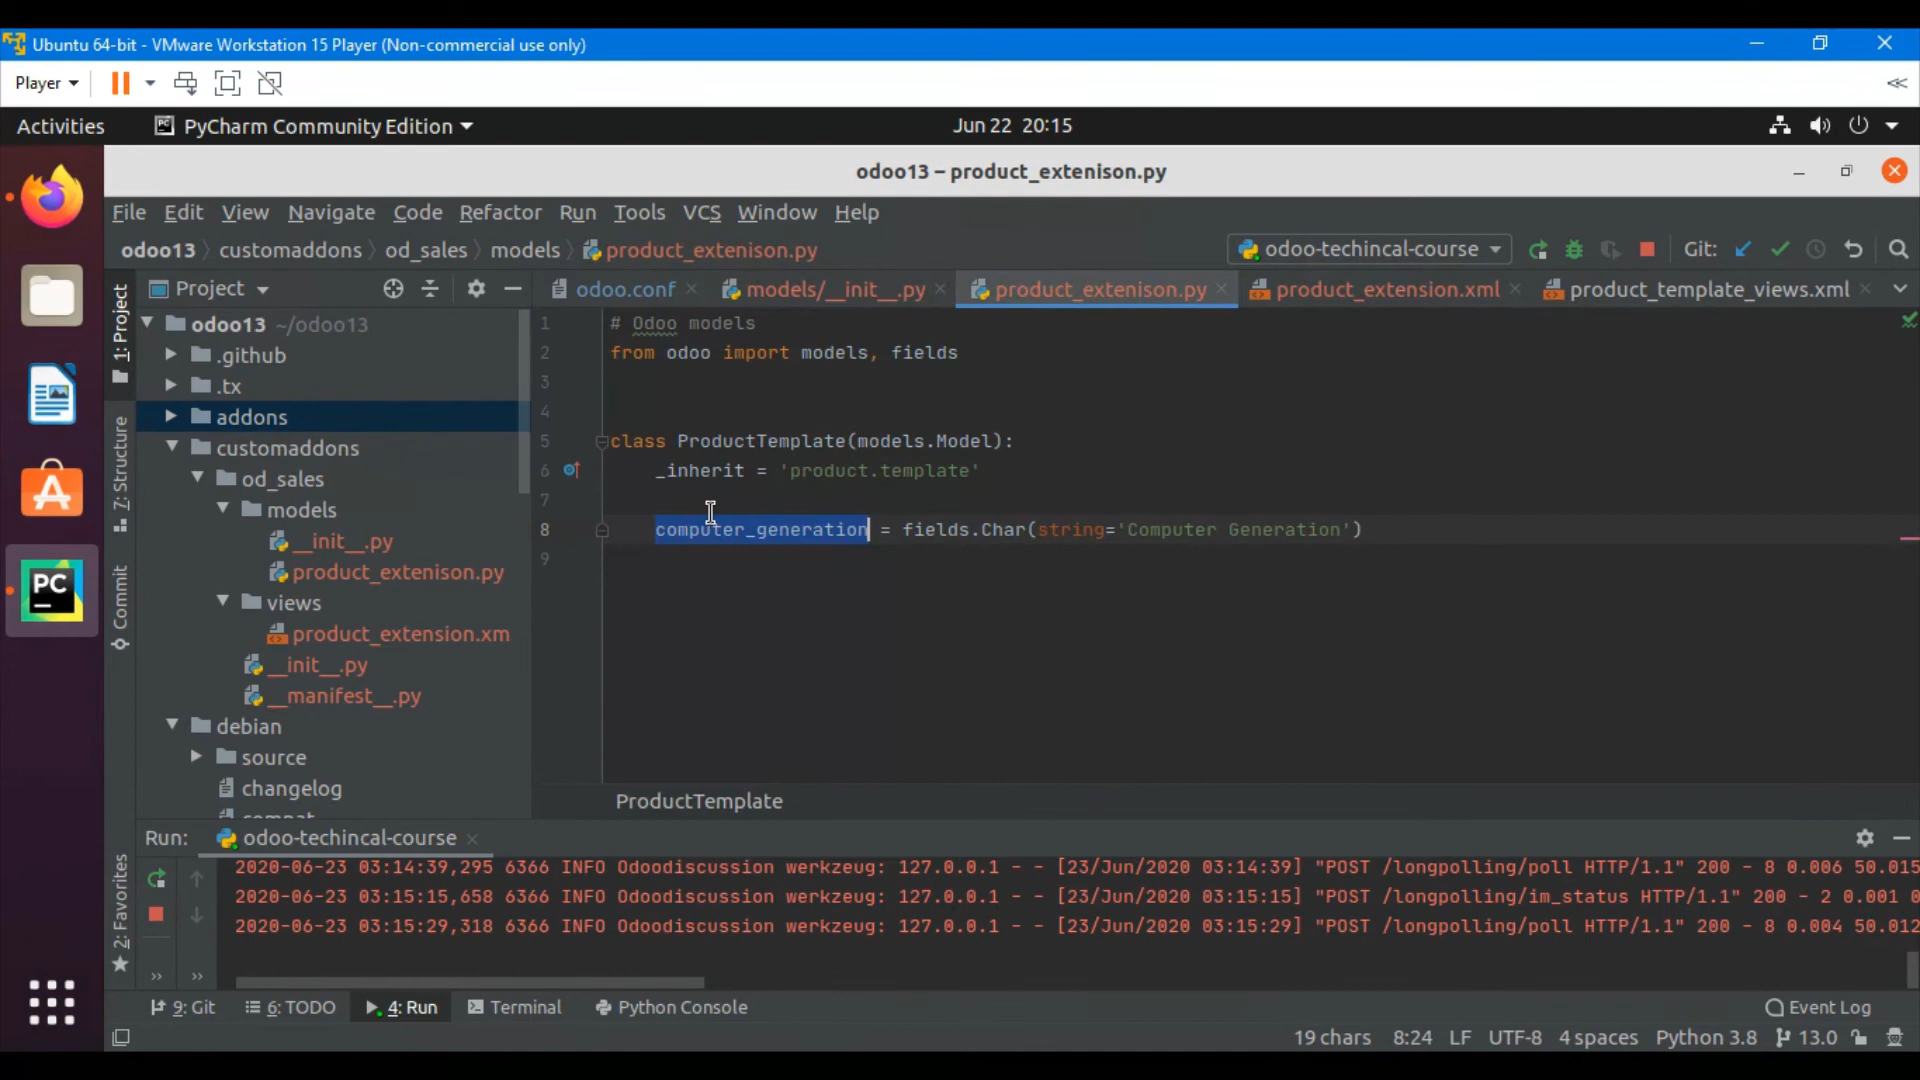 Ubuntu 64-bit - VMware Workstation 15 Player (Non-commercial use only)
Player
Activities
PyCharm Community Edition
Jun 22 20:15
odoo13 – product_extenison.py
File Edit View Navigate Code Refactor Run Tools VCS Window Help
odoo13 customaddons od_sales models product_extenison.py
odoo-techincal-course
Git:
1: Project
7: Structure
Commit
2: Favorites
Project
odoo13 ~/odoo13
.github
.tx
addons
customaddons
od_sales
models
__init__.py
product_extenison.py
views
product_extension.xm
__init__.py
__manifest__.py
debian
source
changelog
odoo.conf
models/__init__.py
product_extenison.py
product_extension.xml
product_template_views.xml
1 # Odoo models
2 from odoo import models, fields
3
4
5 class ProductTemplate(models.Model):
6 _inherit = 'product.template'
7
8 computer_generation = fields.Char(string='Computer Generation')
9
ProductTemplate
Run: odoo-techincal-course
2020-06-23 03:14:39,295 6366 INFO Odoodiscussion werkzeug: 127.0.0.1 - - [23/Jun/2020 03:14:39] "POST /longpolling/poll HTTP/1.1" 200 - 8 0.006 50.015
2020-06-23 03:15:15,658 6366 INFO Odoodiscussion werkzeug: 127.0.0.1 - - [23/Jun/2020 03:15:15] "POST /longpolling/im_status HTTP/1.1" 200 - 2 0.001 0
2020-06-23 03:15:29,318 6366 INFO Odoodiscussion werkzeug: 127.0.0.1 - - [23/Jun/2020 03:15:29] "POST /longpolling/poll HTTP/1.1" 200 - 8 0.004 50.012
9: Git 6: TODO 4: Run Terminal Python Console Event Log
19 chars 8:24 LF UTF-8 4 spaces Python 3.8 13.0